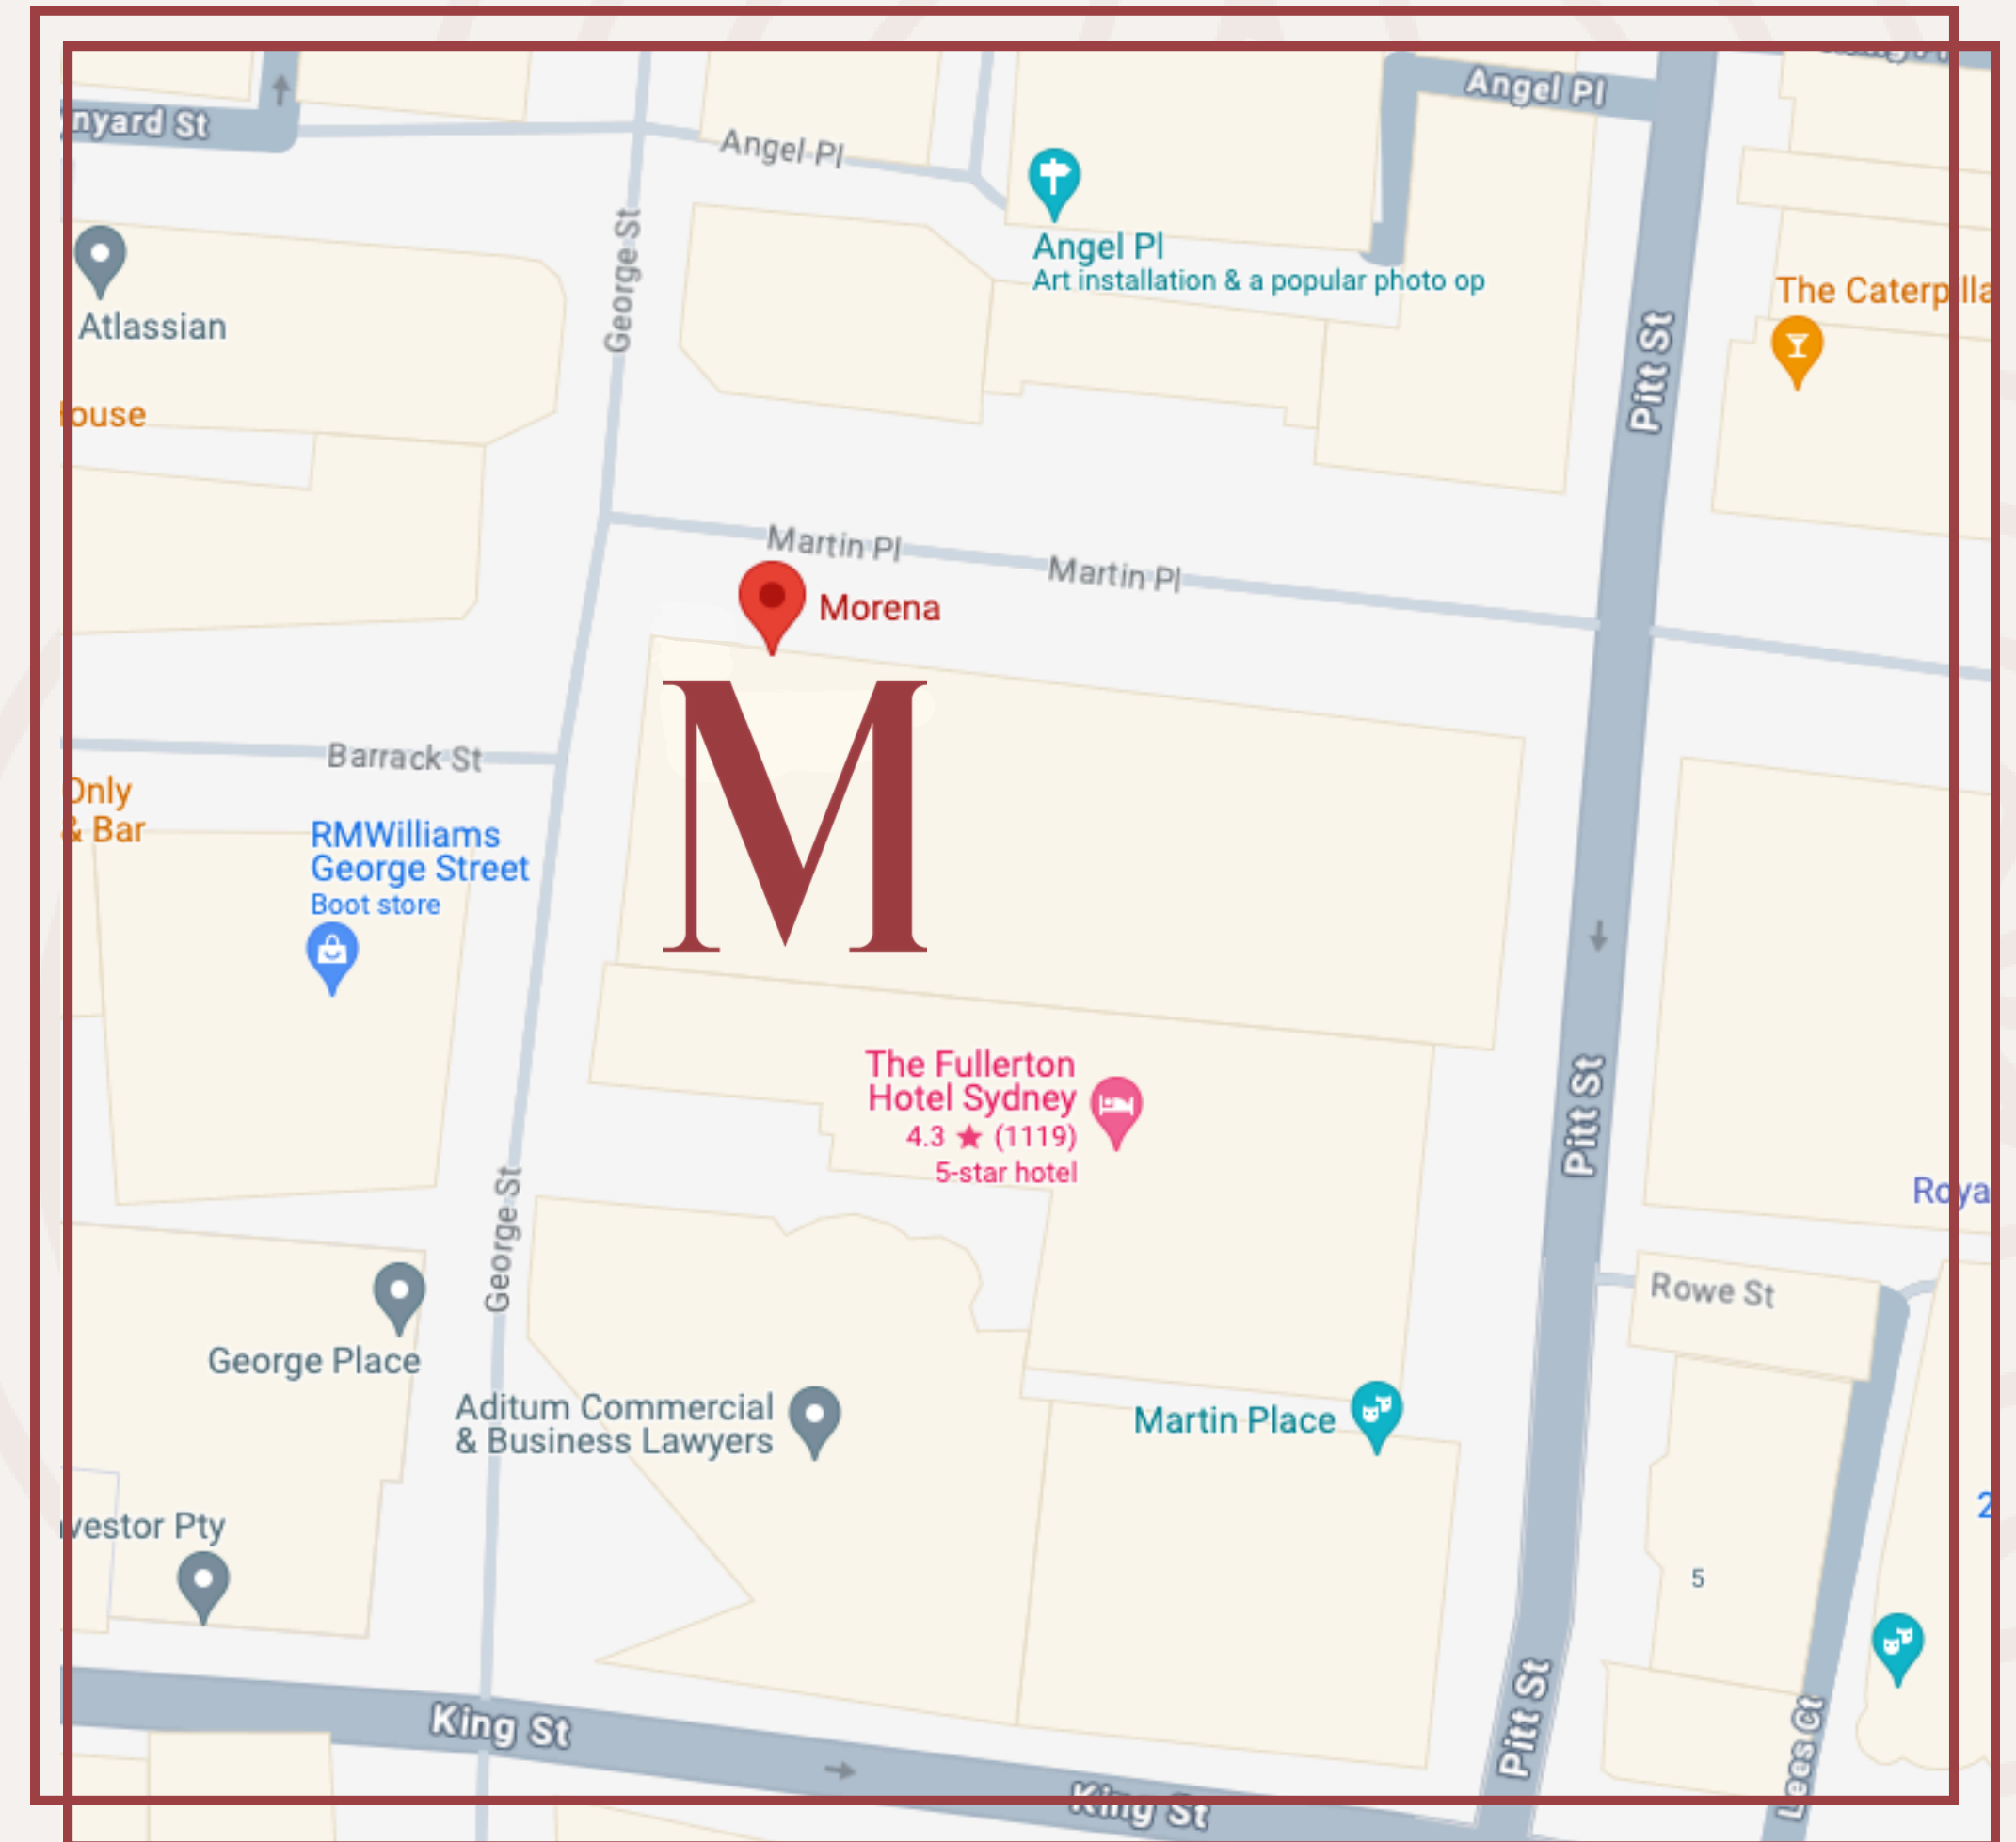 Angel Pl
nyard St
Angel Pl
George St
Angel Pl
Art installation & a popular photo op
Atlassian
The Caterpilla
Pitt St
ouse
Martin Pl
Martin Pl
Morena
M
Barrack St
Only
& Bar
RMWilliams
George Street
Boot store
The Fullerton
Hotel Sydney
4.3 ★ (1119)
5-star hotel
Pitt St
Roya
George St
Rowe St
George Place
Aditum Commercial
& Business Lawyers
Martin Place
2
vestor Pty
5
King St
Pitt St
Lees Ct
King St